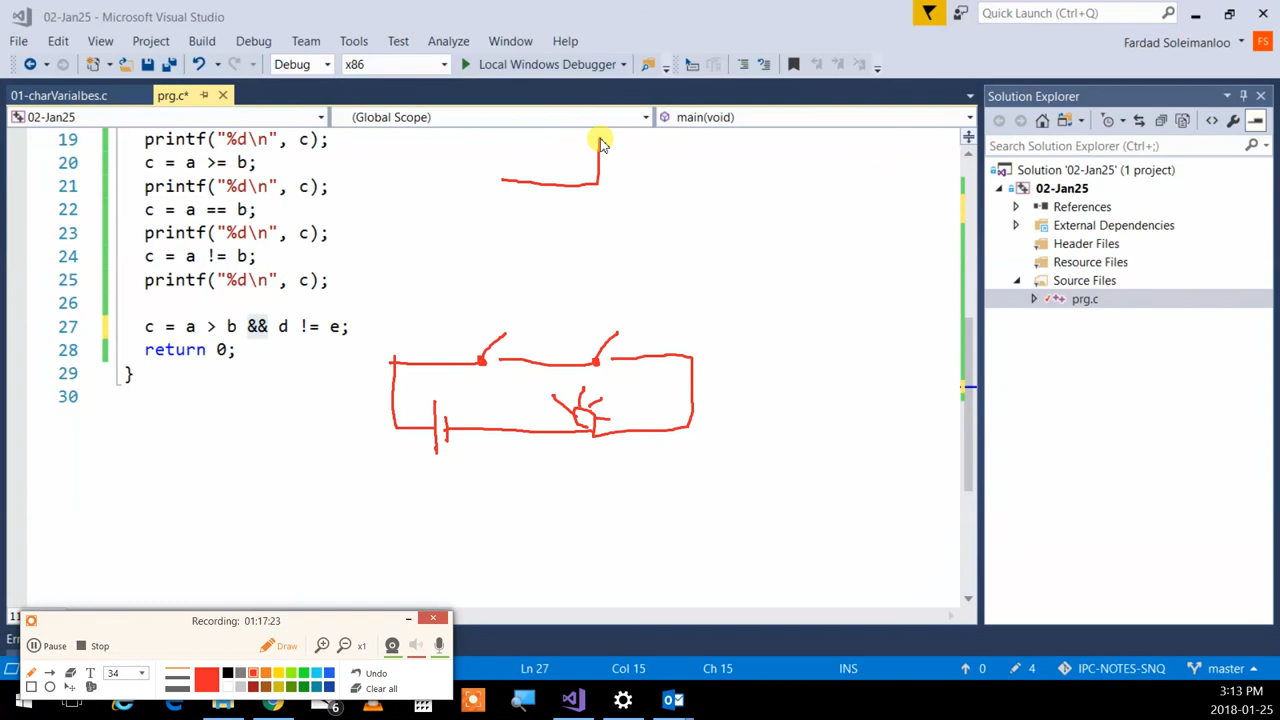 02-Jan25 - Microsoft Visual Studio
Quick Launch (Ctrl+Q)
File Edit View Project Build Debug Team Tools Test Analyze Window Help
Fardad Soleimanloo FS
Debug x86 Local Windows Debugger
01-charVarialbes.c prg.c*
02-Jan25 (Global Scope) main(void)
19 printf("%d\n", c);
20 c = a >= b;
21 printf("%d\n", c);
22 c = a == b;
23 printf("%d\n", c);
24 c = a != b;
25 printf("%d\n", c);
26
27 c = a > b && d != e;
28 return 0;
29 }
30
Solution Explorer
Search Solution Explorer (Ctrl+;)
Solution '02-Jan25' (1 project)
02-Jan25
References
External Dependencies
Header Files
Resource Files
Source Files
prg.c
Recording: 01:17:23
Pause Stop Draw x1
T 34 Undo
Clear all
Ln 27 Col 15 Ch 15 INS 0 4 IPC-NOTES-SNQ master
6
3:13 PM
2018-01-25